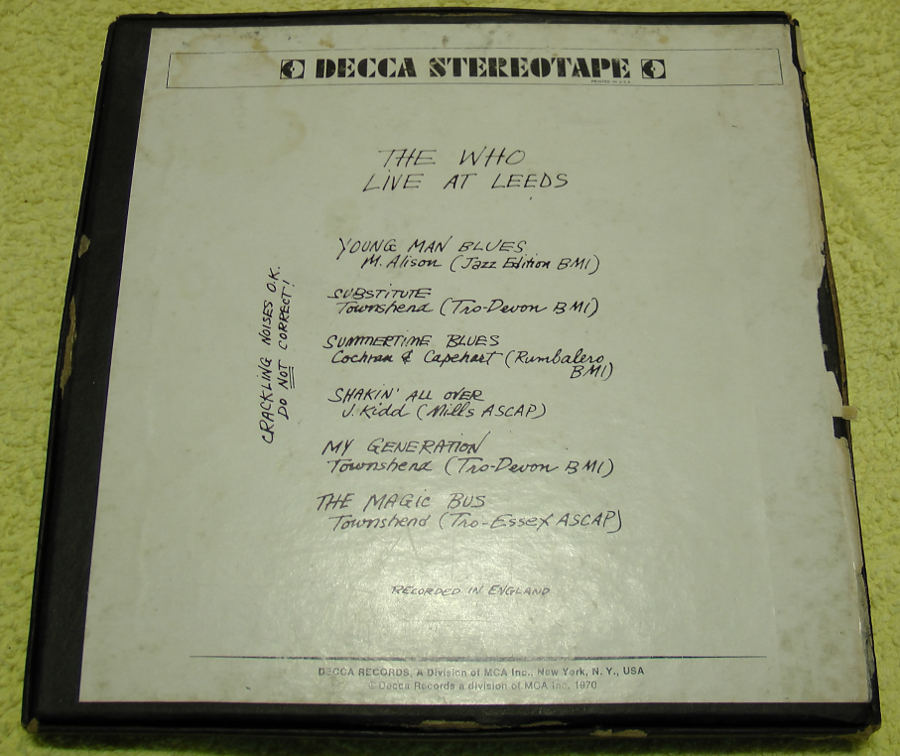 DECCA STEREOTAPE
PRINTED IN U.S.A.
THE WHO
LIVE AT LEEDS
YOUNG MAN BLUES
M. Alison (Jazz Edition BMI)
SUBSTITUTE
Townshend (Tro-Devon BMI)
SUMMERTIME BLUES
Cochran & Capehart (Rumbalero
BMI)
SHAKIN' ALL OVER
J. Kidd (Mills ASCAP)
MY GENERATION
Townshend (Tro-Devon BMI)
THE MAGIC BUS
Townshend (Tro-Essex ASCAP)
CRACKLING NOISES O.K.
DO NOT CORRECT!
RECORDED IN ENGLAND
DECCA RECORDS, A Division of MCA Inc., New York, N. Y., USA
© Decca Records a division of MCA Inc. 1970